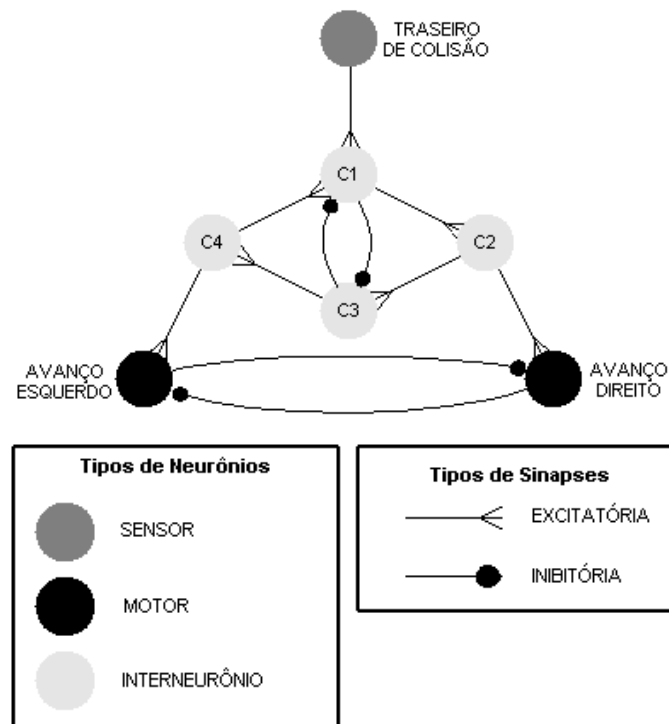 TRASEIRO
DE COLISÃO
C1
C4
C2
C3
AVANÇO
ESQUERDO
AVANÇO
DIREITO
Tipos de Neurônios
SENSOR
MOTOR
INTERNEURÔNIO
Tipos de Sinapses
EXCITATÓRIA
INIBITÓRIA